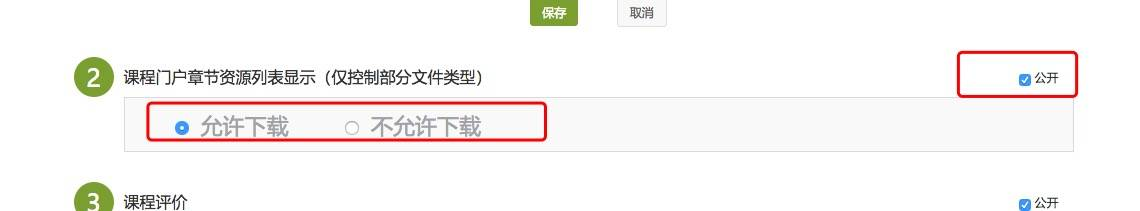 保存 取消
2 课程门户章节资源列表显示（仅控制部分文件类型） 公开
允许下载 不允许下载
3 课程评价 公开